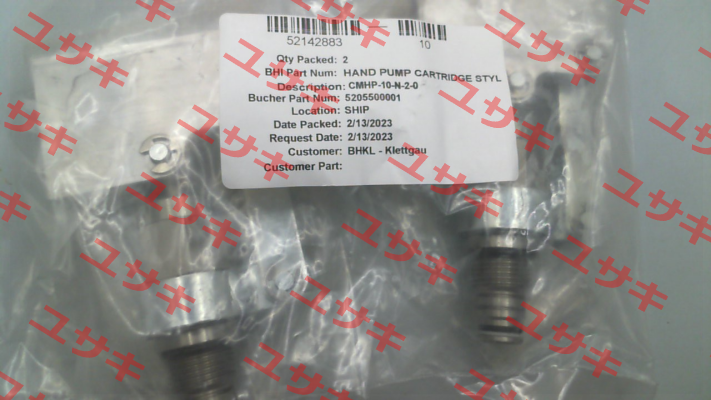 52142883 10
Qty Packed: 2
BHI Part Num: HAND PUMP CARTRIDGE STYL
Description: CMHP-10-N-2-0
Bucher Part Num: 5205500001
Location: SHIP
Date Packed: 2/13/2023
Request Date: 2/13/2023
Customer: BHKL - Klettgau
Customer Part:
ユサキ